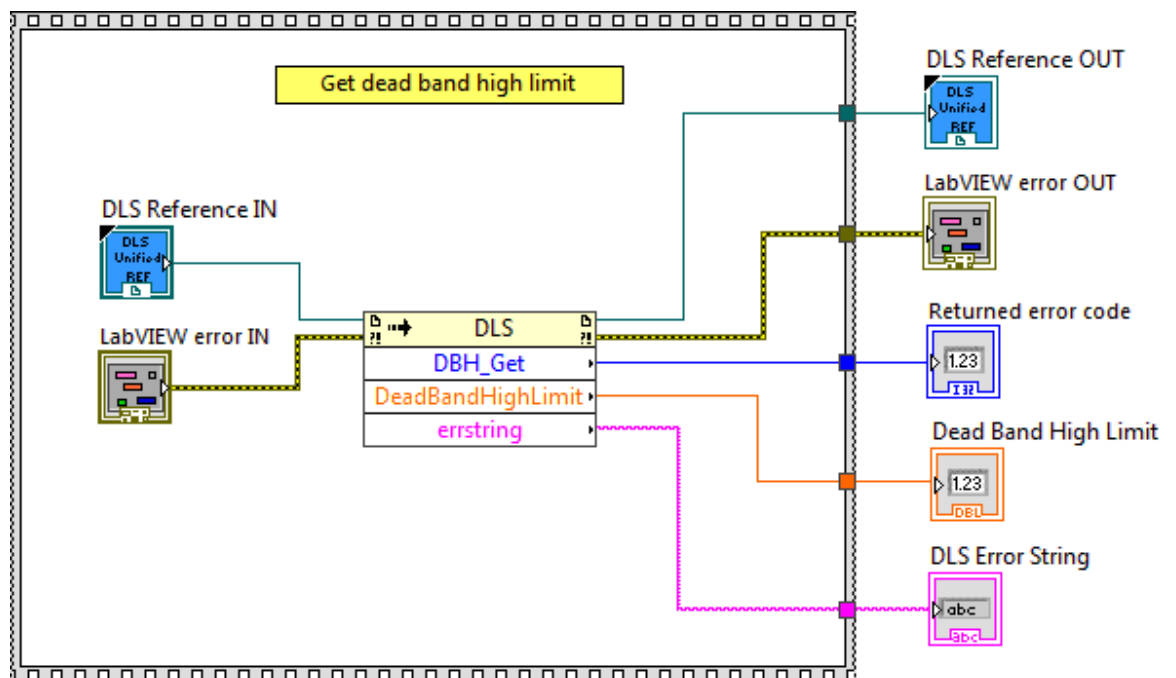 Get dead band high limit
DLS Reference OUT
DLS
Unified
REF
LabVIEW error OUT
DLS Reference IN
DLS
Unified
REF
LabVIEW error IN
?!
DLS
?!
DBH_Get
DeadBandHighLimit
errstring
Returned error code
1.23
I32
Dead Band High Limit
1.23
DBL
DLS Error String
abc
abc